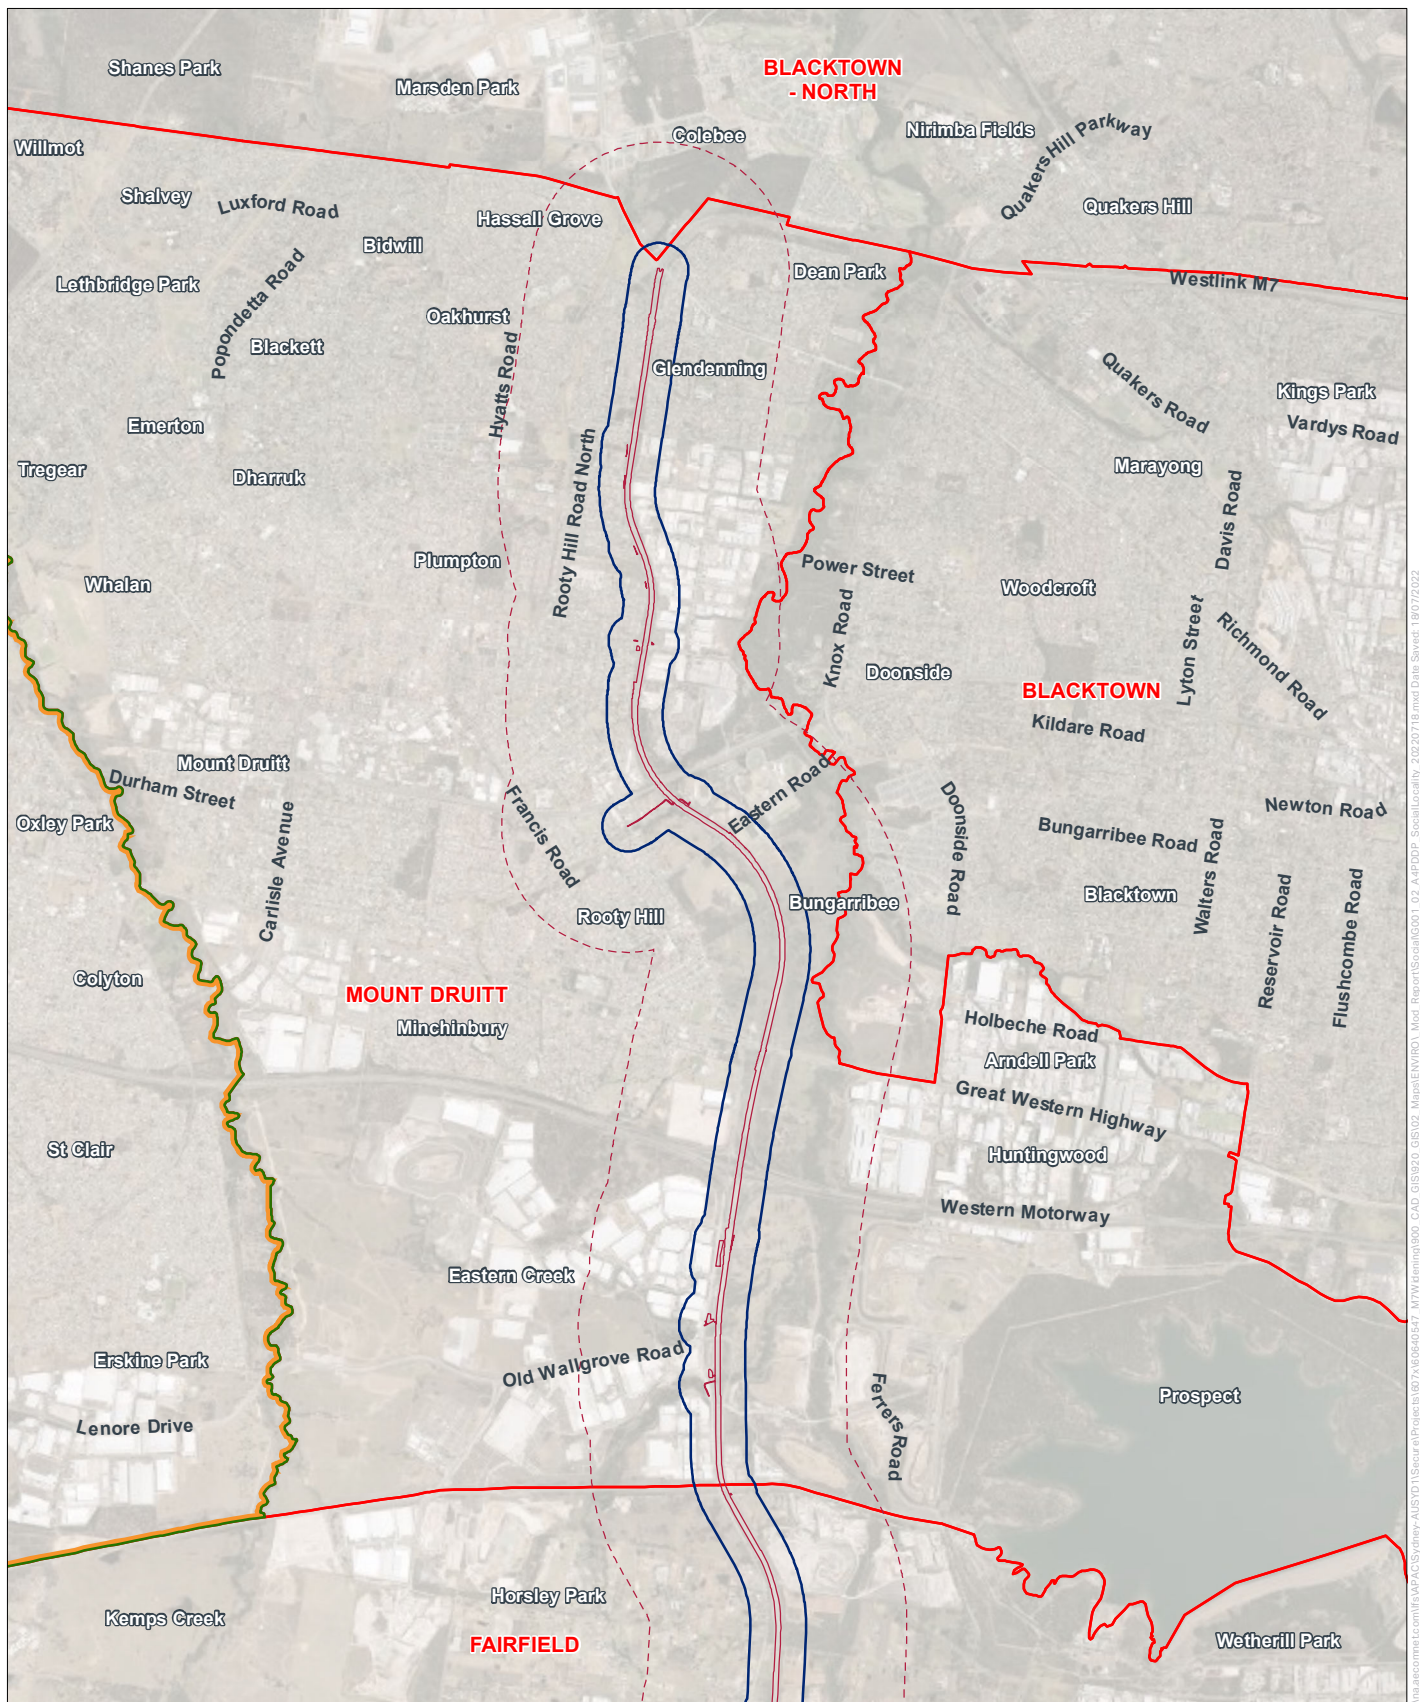 Shanes Park
Marsden Park
BLACKTOWN
- NORTH
Colebee
Nirimba Fields
Quakers Hill Parkway
Willmot
Shalvey
Luxford Road
Hassall Grove
Quakers Hill
Bidwill
Lethbridge Park
Popondetta Road
Dean Park
Westlink M7
Oakhurst
Blackett
Hyatts Road
Glendenning
Quakers Road
Kings Park
Vardys Road
Emerton
Tregear
Dharruk
Rooty Hill Road North
Marayong
Davis Road
Plumpton
Power Street
Whalan
Woodcroft
Knox Road
Lyton Street
Richmond Road
Doonside
BLACKTOWN
Kildare Road
Mount Druitt
Durham Street
Eastern Road
Oxley Park
Carlisle Avenue
Francis Road
Doonside Road
Newton Road
Bungarribee Road
Walters Road
Blacktown
Reservoir Road
Flushcombe Road
Bungarribee
Rooty Hill
Colyton
MOUNT DRUITT
Minchinbury
Holbeche Road
Arndell Park
Great Western Highway
St Clair
Huntingwood
Western Motorway
Eastern Creek
Erskine Park
Old Wallgrove Road
Ferrers Road
Prospect
Lenore Drive
Horsley Park
Kemps Creek
FAIRFIELD
Wetherill Park